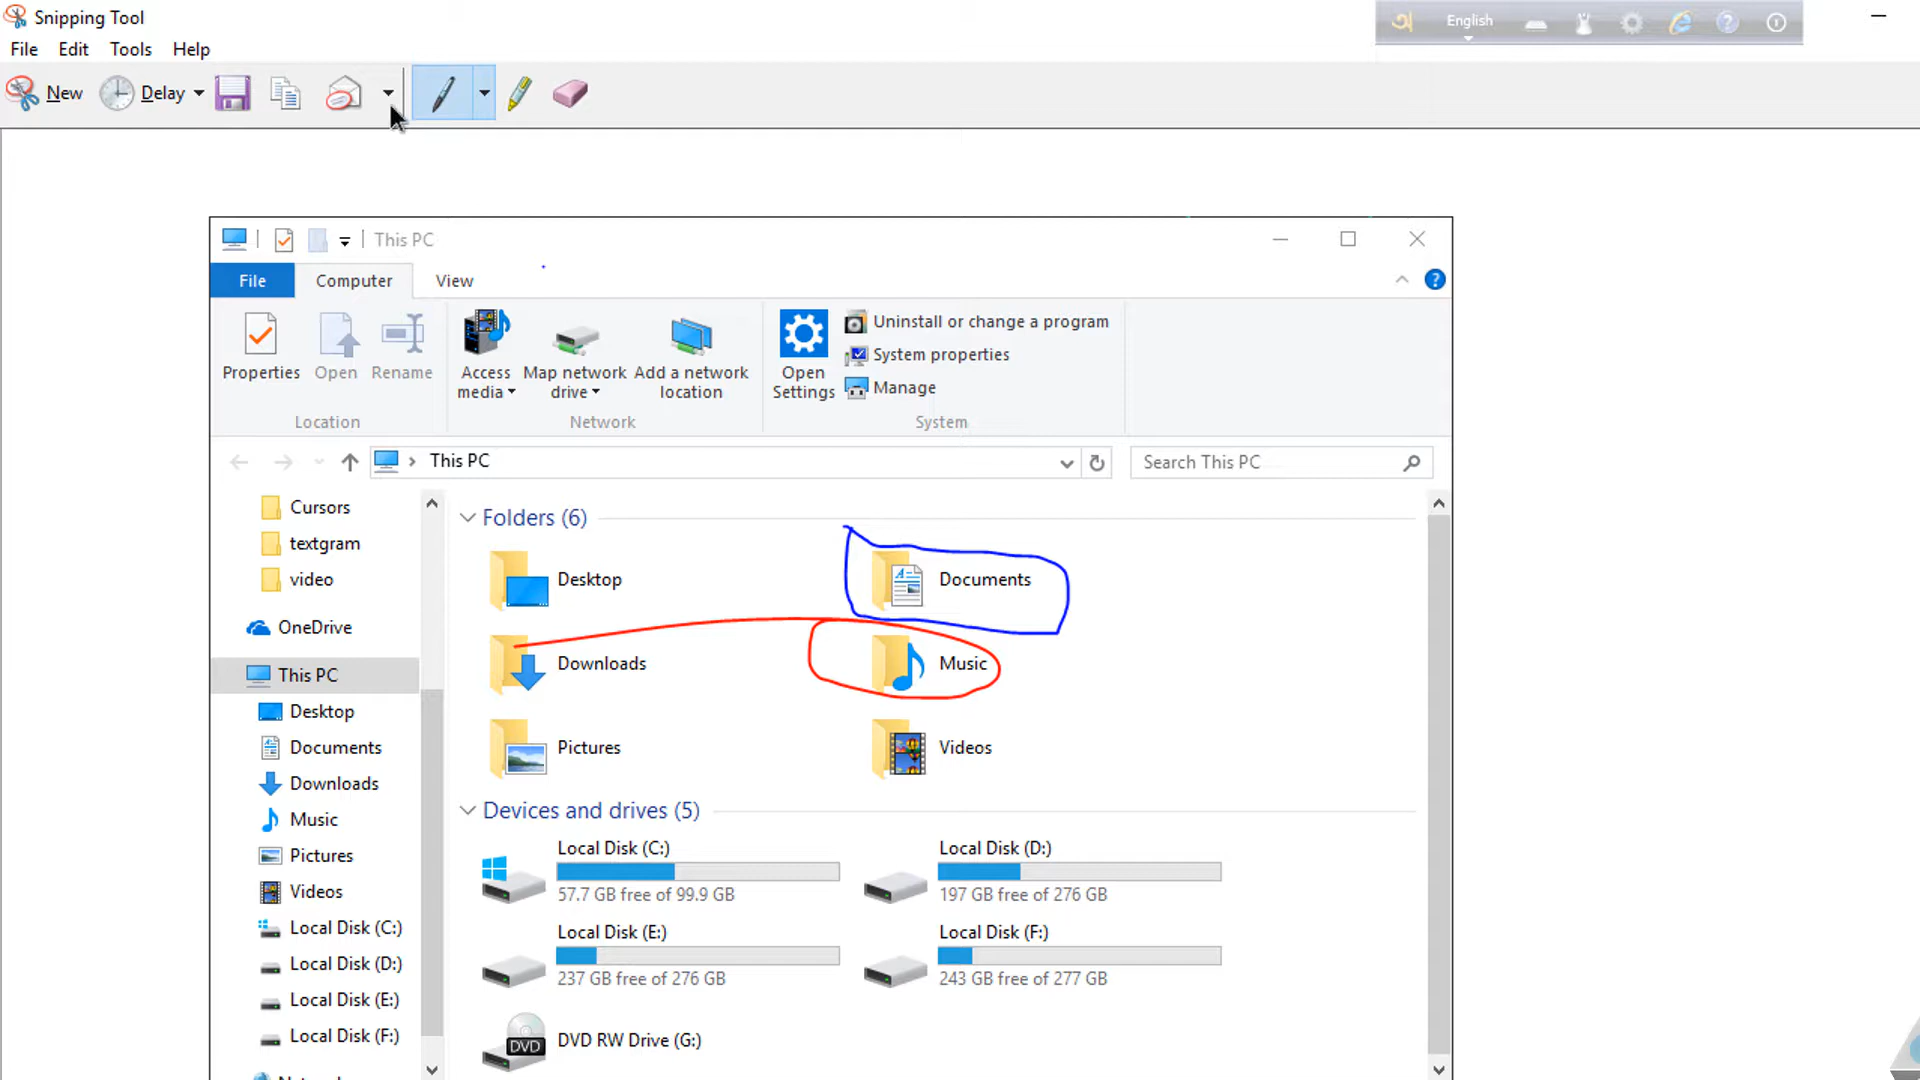 Snipping Tool
অ English
File Edit Tools Help
New Delay
This PC
File Computer View
Properties Open Rename
Access media
Map network drive
Add a network location
Open Settings
Uninstall or change a program
System properties
Manage
Location Network System
This PC
Search This PC
Cursors
textgram
video
OneDrive
This PC
Desktop
Documents
Downloads
Music
Pictures
Videos
Local Disk (C:)
Local Disk (D:)
Local Disk (E:)
Local Disk (F:)
Folders (6)
Desktop Documents
Downloads Music
Pictures Videos
Devices and drives (5)
Local Disk (C:)
57.7 GB free of 99.9 GB
Local Disk (D:)
197 GB free of 276 GB
Local Disk (E:)
237 GB free of 276 GB
Local Disk (F:)
243 GB free of 277 GB
DVD
DVD RW Drive (G:)